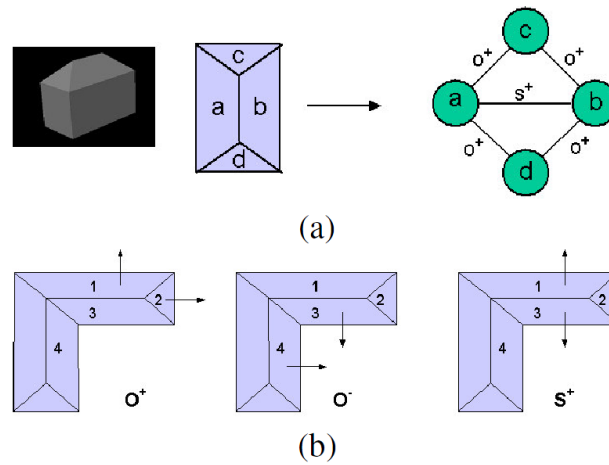 c
a b
d
c
o⁺ o⁺
a s⁺ b
o⁺ o⁺
d
(a)
1 2 3 4 O⁺
1 2 3 4 O⁻
1 2 3 4 S⁺
(b)